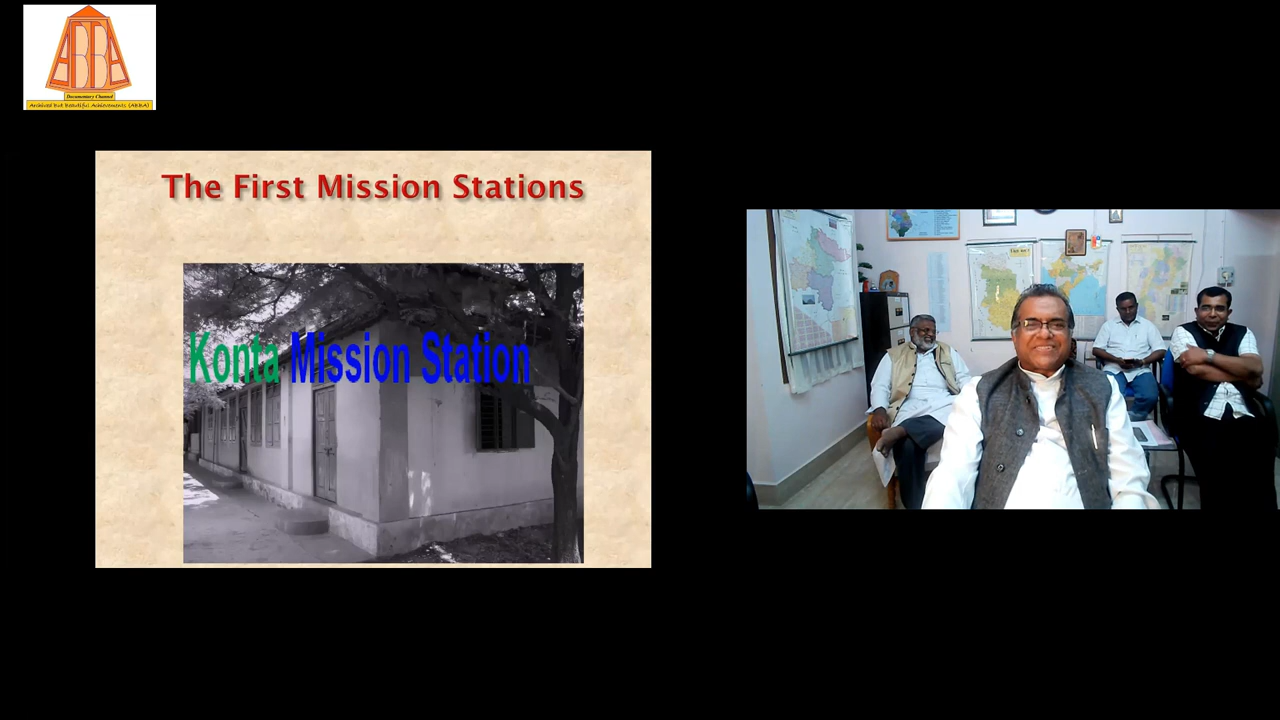 ABBA
Documentary Channel
Archived But Beautiful Achievements (ABBA)
The First Mission Stations
Konta Mission Station